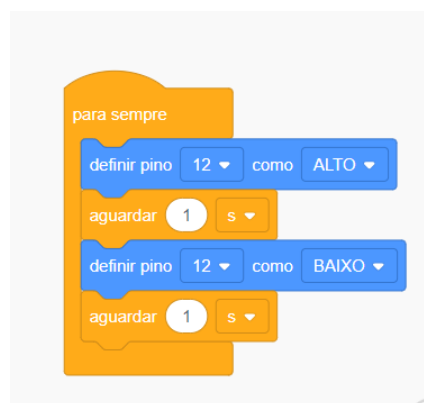 para sempre
definir pino 12 como ALTO
aguardar 1 s
definir pino 12 como BAIXO
aguardar 1 s